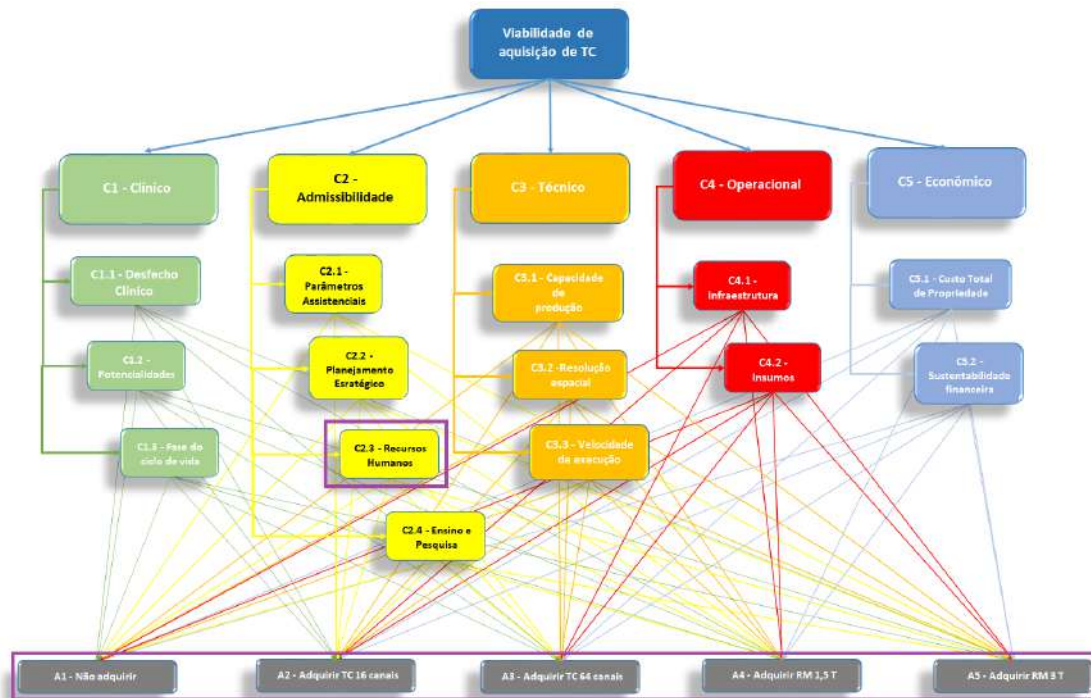 Viabilidade de
aquisição de TC
C1 - Clínico
C2 -
Admissibilidade
C3 - Técnico
C4 - Operacional
C5 - Econômico
C1.1 - Desfecho
Clínico
C2.1 -
Parâmetros
Assistenciais
C3.1 - Capacidade
de
produção
C4.1 -
Infraestrutura
C5.1 - Custo Total
de Propriedade
C1.2 -
Potencialidades
C2.2 -
Planejamento
Esratégico
C3.2 -Resolução
espacial
C4.2 -
Insumos
C5.2 -
Sustentabilidade
financeira
C1.3 - Fase do
ciclo de vida
C2.3 - Recursos
Humanos
C3.3 - Velocidade
de execução
C2.4 - Ensino e
Pesquisa
A1 - Não adquirir
A2 - Adquirir TC 16 canais
A3 - Adquirir TC 64 canais
A4 - Adquirir RM 1,5 T
A5 - Adquirir RM 3 T